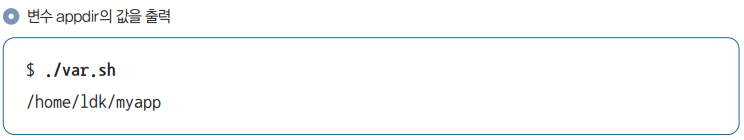 변수 appdir의 값을 출력
$ ./var.sh
/home/ldk/myapp